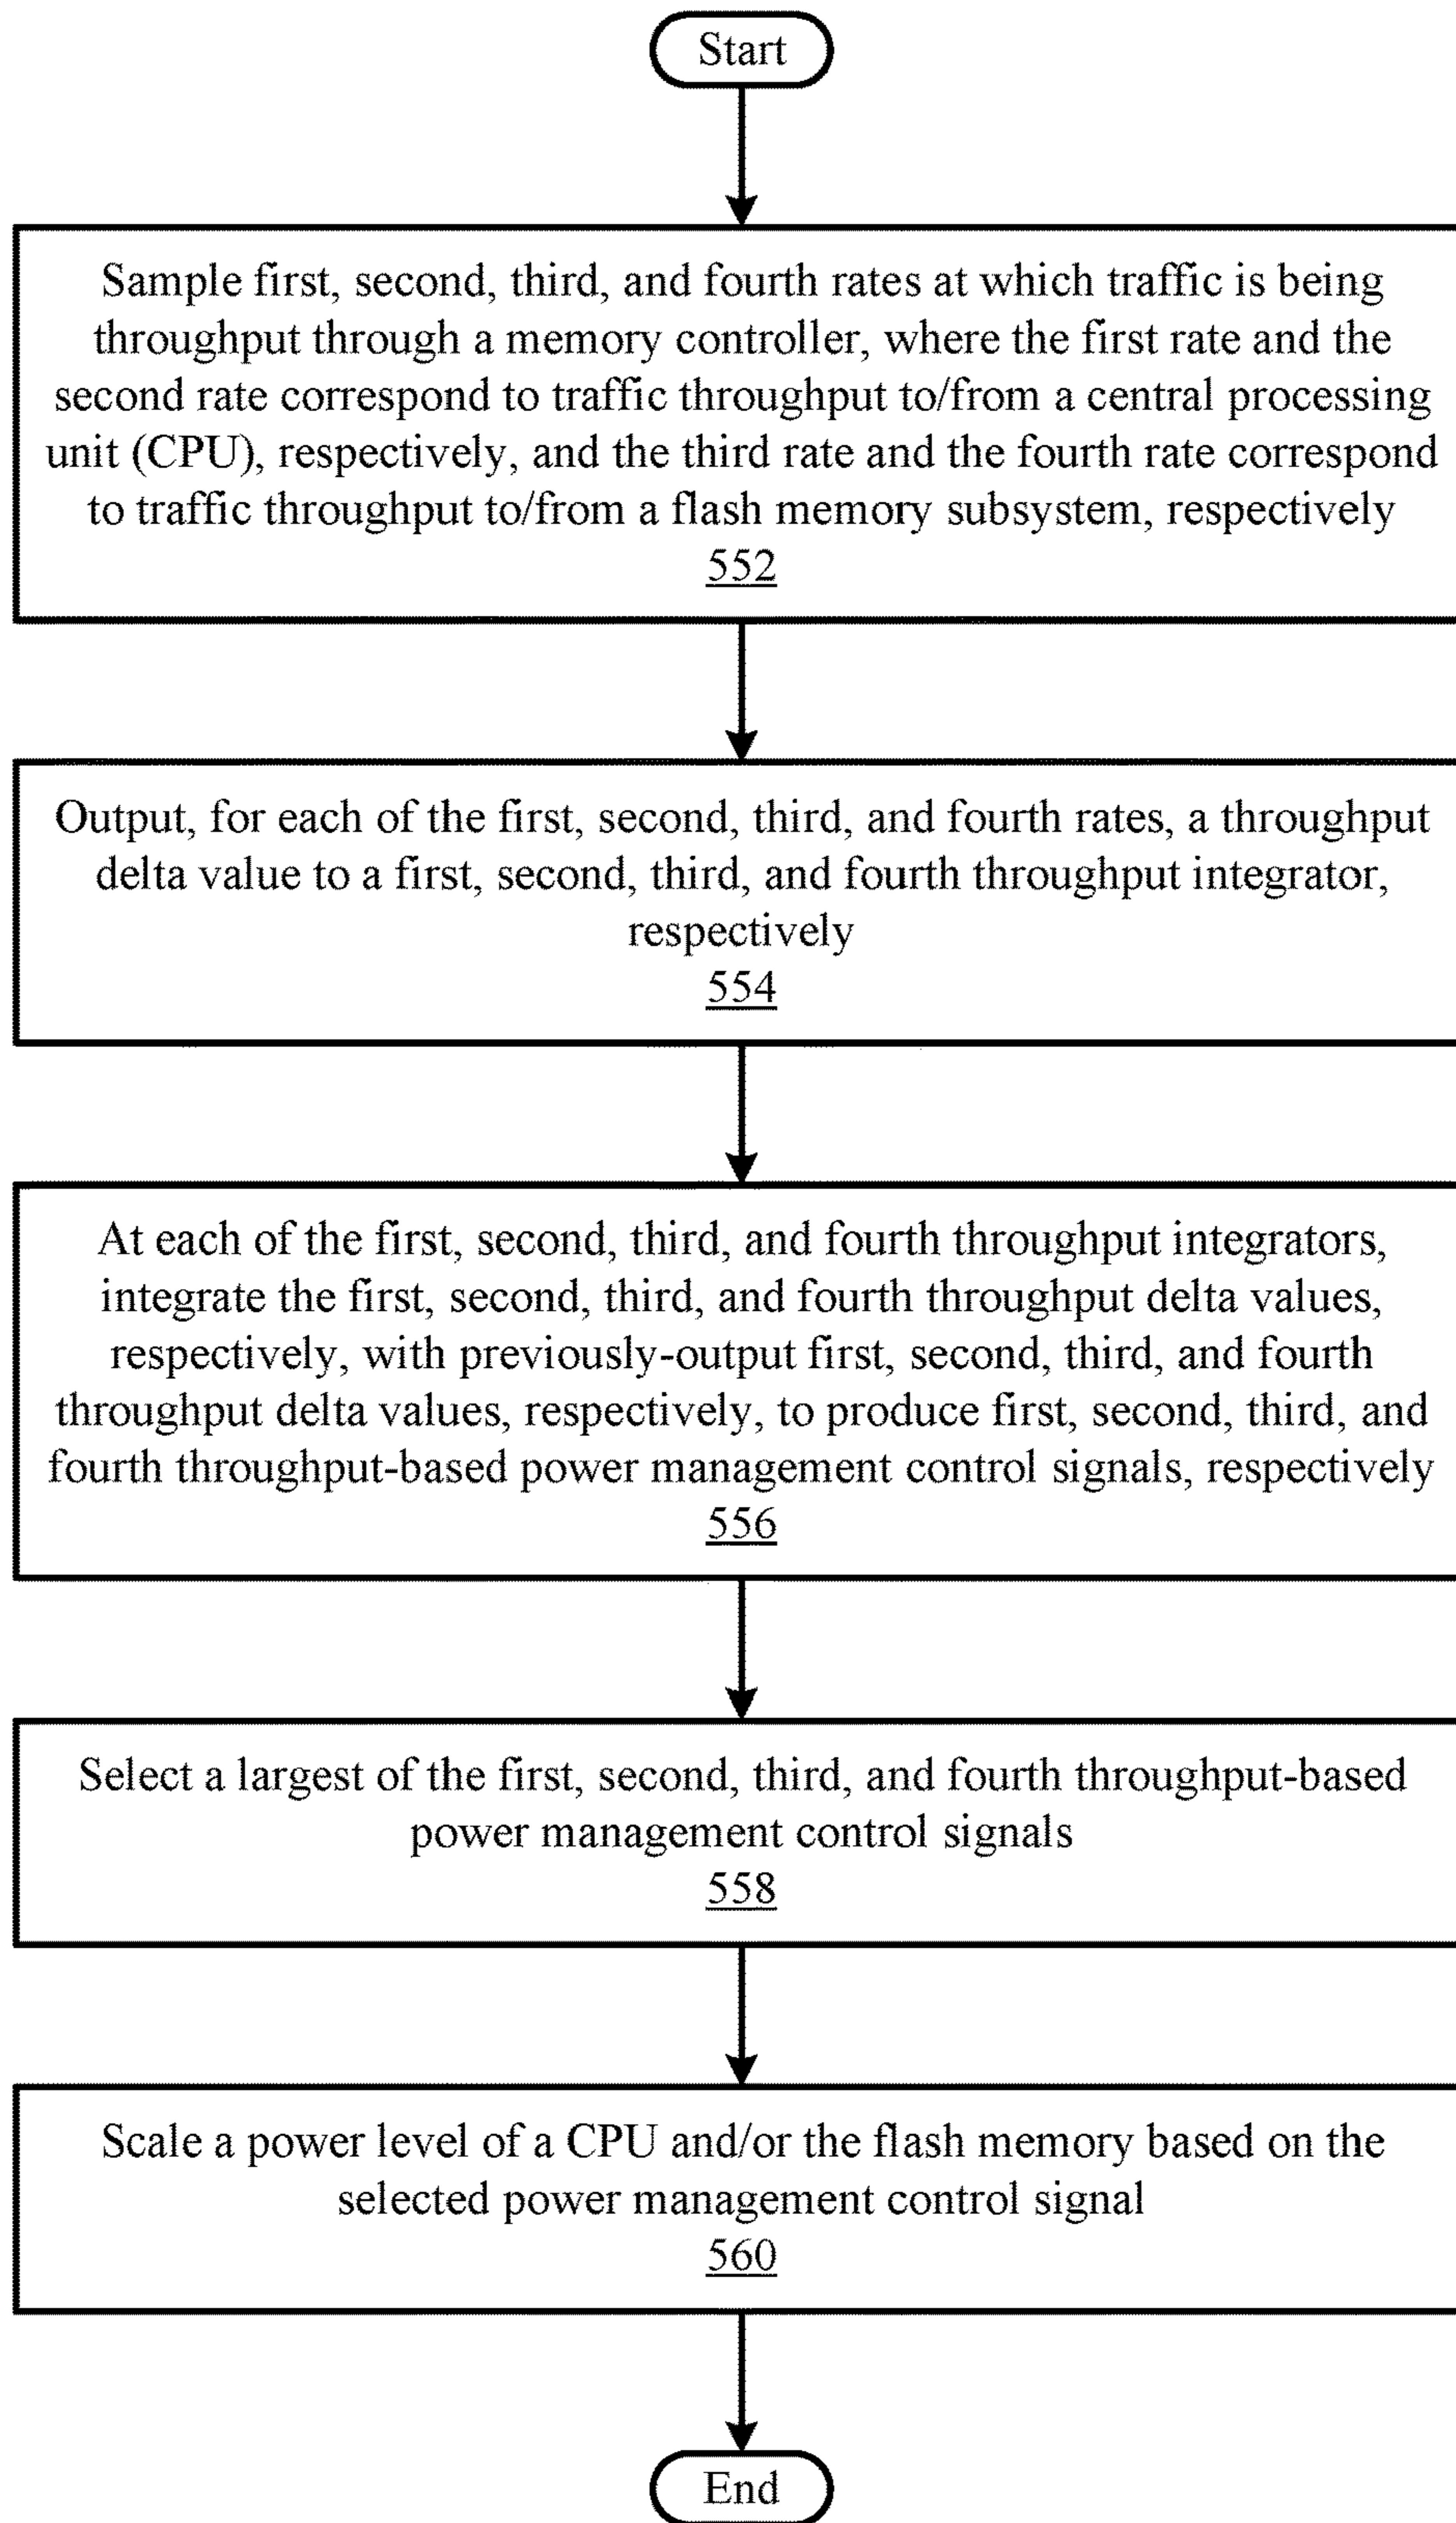 Start
Sample first, second, third, and fourth rates at which traffic is being
throughput through a memory controller, where the first rate and the
second rate correspond to traffic throughput to/from a central processing
unit (CPU), respectively, and the third rate and the fourth rate correspond
to traffic throughput to/from a flash memory subsystem, respectively
552
Output, for each of the first, second, third, and fourth rates, a throughput
delta value to a first, second, third, and fourth throughput integrator,
respectively
554
At each of the first, second, third, and fourth throughput integrators,
integrate the first, second, third, and fourth throughput delta values,
respectively, with previously-output first, second, third, and fourth
throughput delta values, respectively, to produce first, second, third, and
fourth throughput-based power management control signals, respectively
556
Select a largest of the first, second, third, and fourth throughput-based
power management control signals
558
Scale a power level of a CPU and/or the flash memory based on the
selected power management control signal
560
End